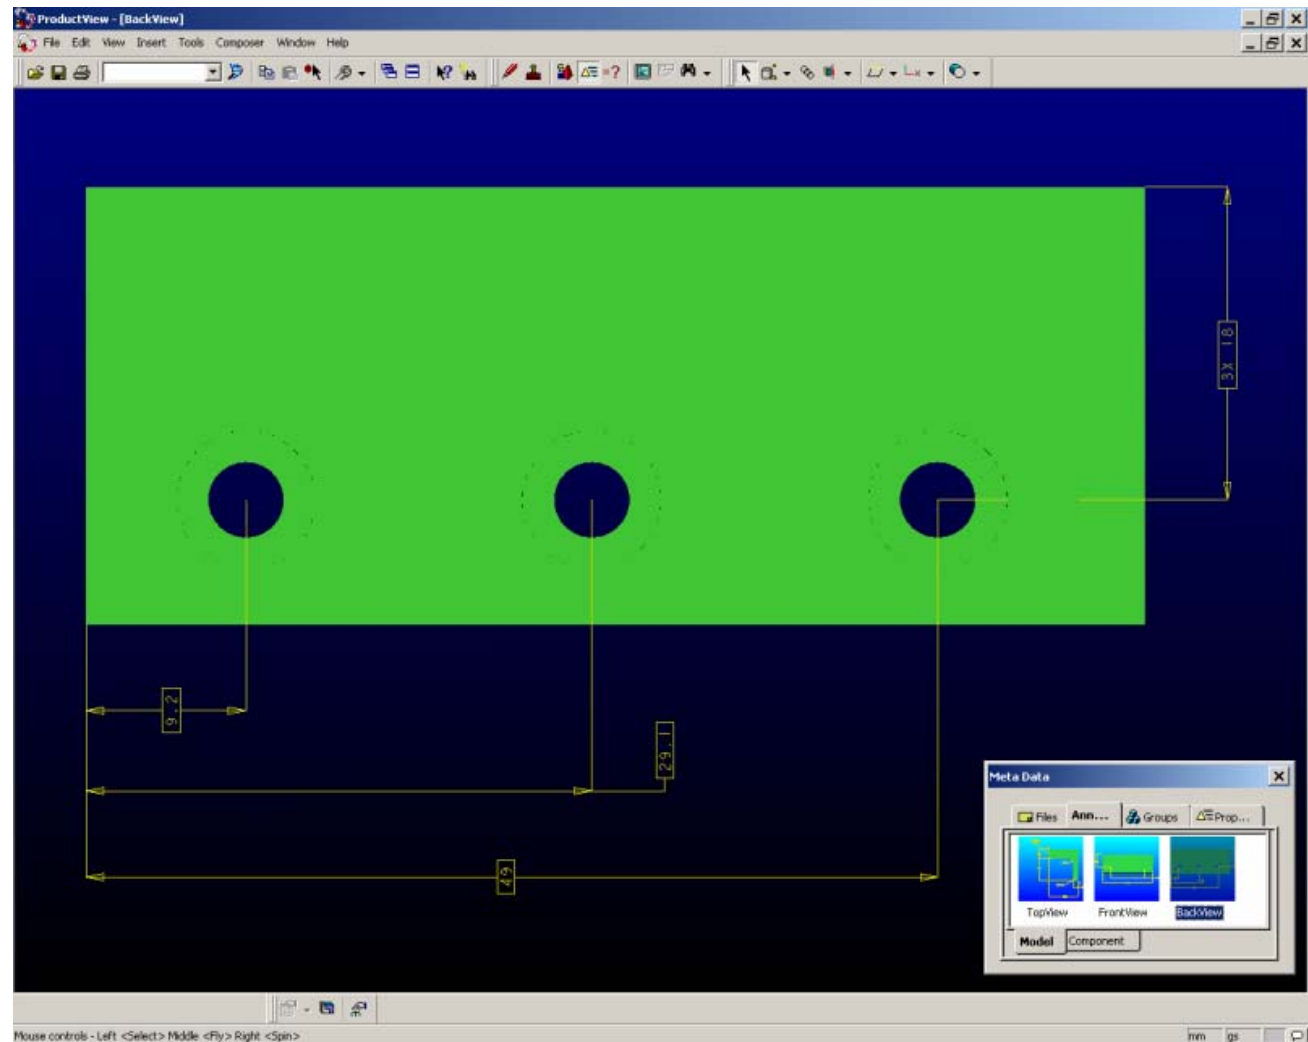 ProductView - [BackView]
File Edit View Insert Tools Composer Window Help
3X 18
9.2
29.1
49
Meta Data
Files Ann... Groups Prop...
TopView FrontView BackView
Model Component
Mouse controls - Left <Select> Middle <Fly> Right <Spin>
mm gs